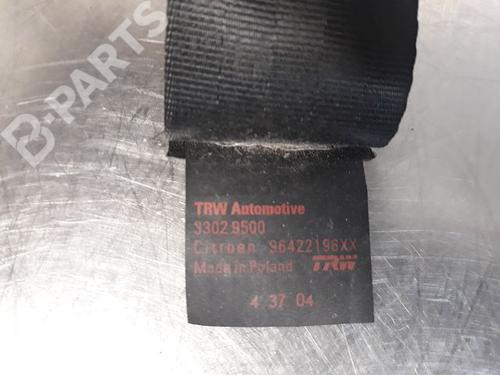 B-PARTS
TRW Automotive
3302 9500
Citroen 96422196XX
Made in Poland TRW
4 37 04